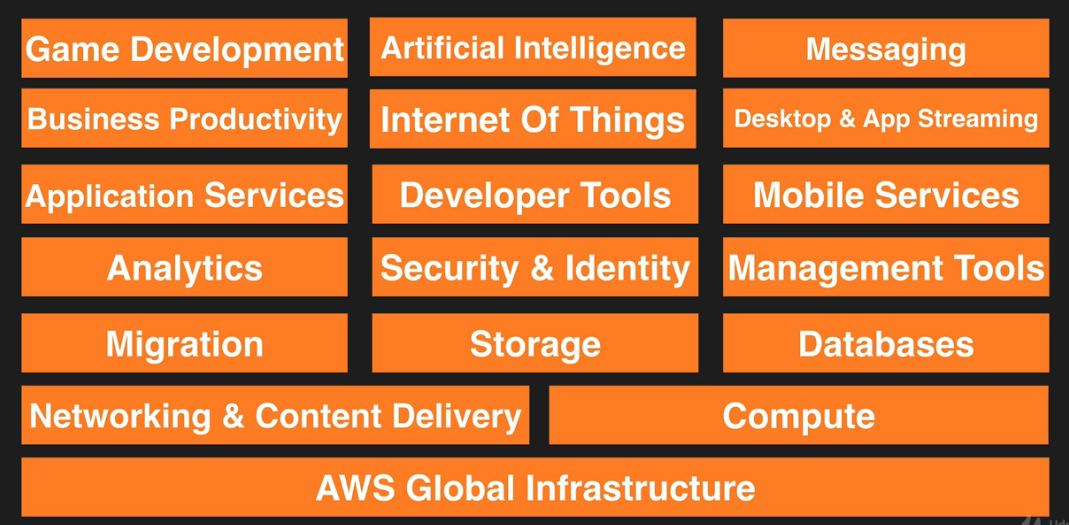 Game Development
Artificial Intelligence
Messaging
Business Productivity
Internet Of Things
Desktop & App Streaming
Application Services
Developer Tools
Mobile Services
Analytics
Security & Identity
Management Tools
Migration
Storage
Databases
Networking & Content Delivery
Compute
AWS Global Infrastructure